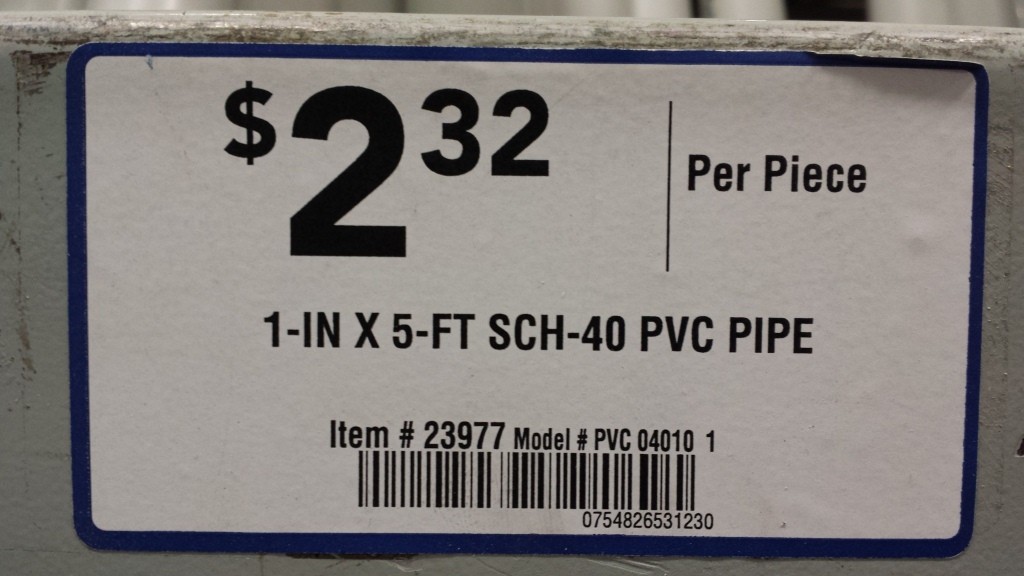 $2 32 Per Piece
1-IN X 5-FT SCH-40 PVC PIPE
Item # 23977 Model # PVC 04010 1
0754826531230